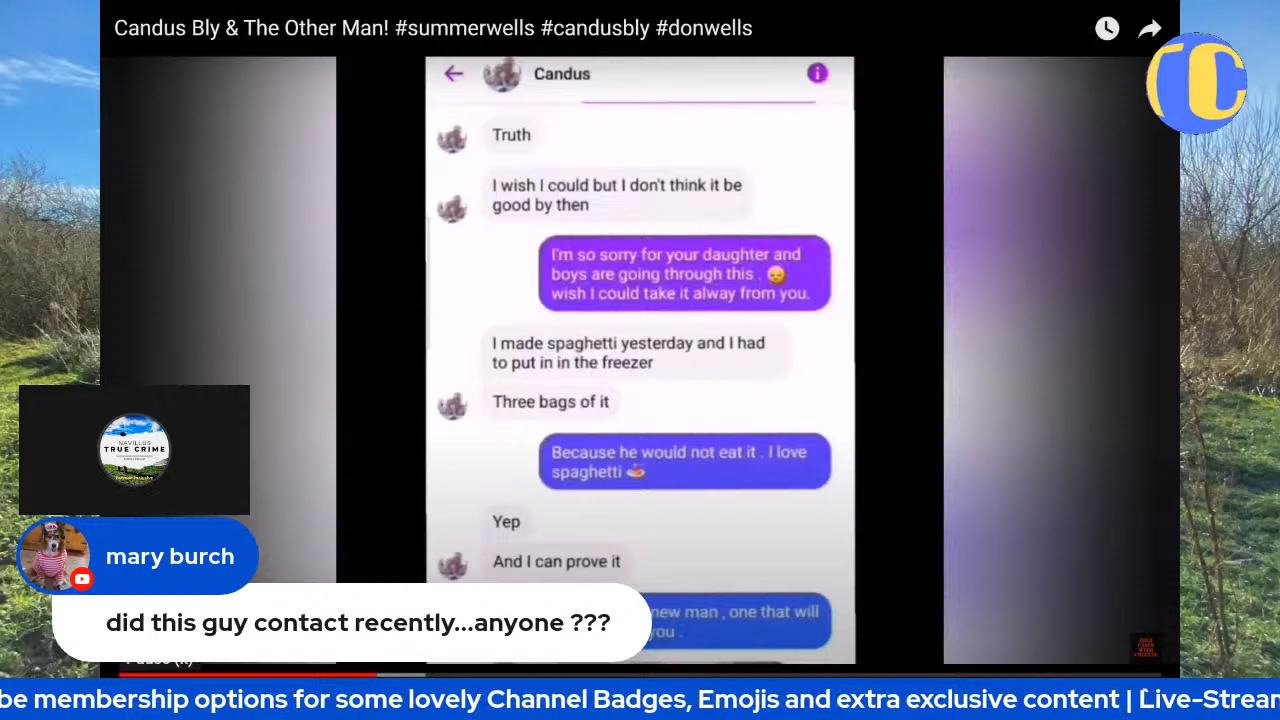 Candus Bly & The Other Man! #summerwells #candusbly #donwells
TC
Candus
Truth
I wish I could but I don't think it be
good by then
I'm so sorry for your daughter and
boys are going through this . 😞
wish I could take it alway from you.
I made spaghetti yesterday and I had
to put in in the freezer
Three bags of it
Because he would not eat it . I love
spaghetti 🍝
Yep
And I can prove it
new man , one that will
you .
NAVILLUS
TRUE CRIME
mary burch
did this guy contact recently...anyone ???
be membership options for some lovely Channel Badges, Emojis and extra exclusive content | Live-Strear